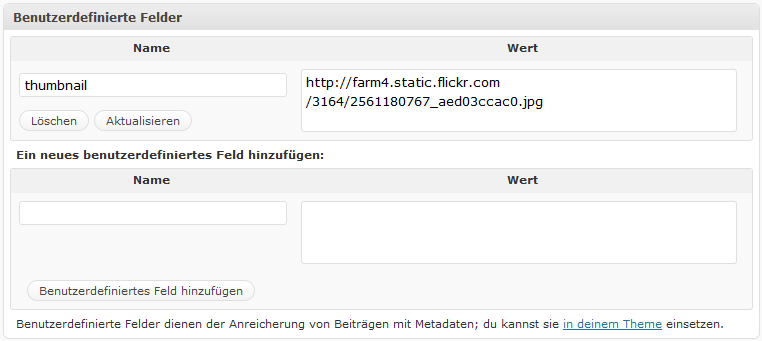 Benutzerdefinierte Felder
Name Wert
thumbnail
http://farm4.static.flickr.com
/3164/2561180767_aed03ccac0.jpg
Löschen Aktualisieren
Ein neues benutzerdefiniertes Feld hinzufügen:
Name Wert
Benutzerdefiniertes Feld hinzufügen
Benutzerdefinierte Felder dienen der Anreicherung von Beiträgen mit Metadaten; du kannst sie in deinem Theme einsetzen.